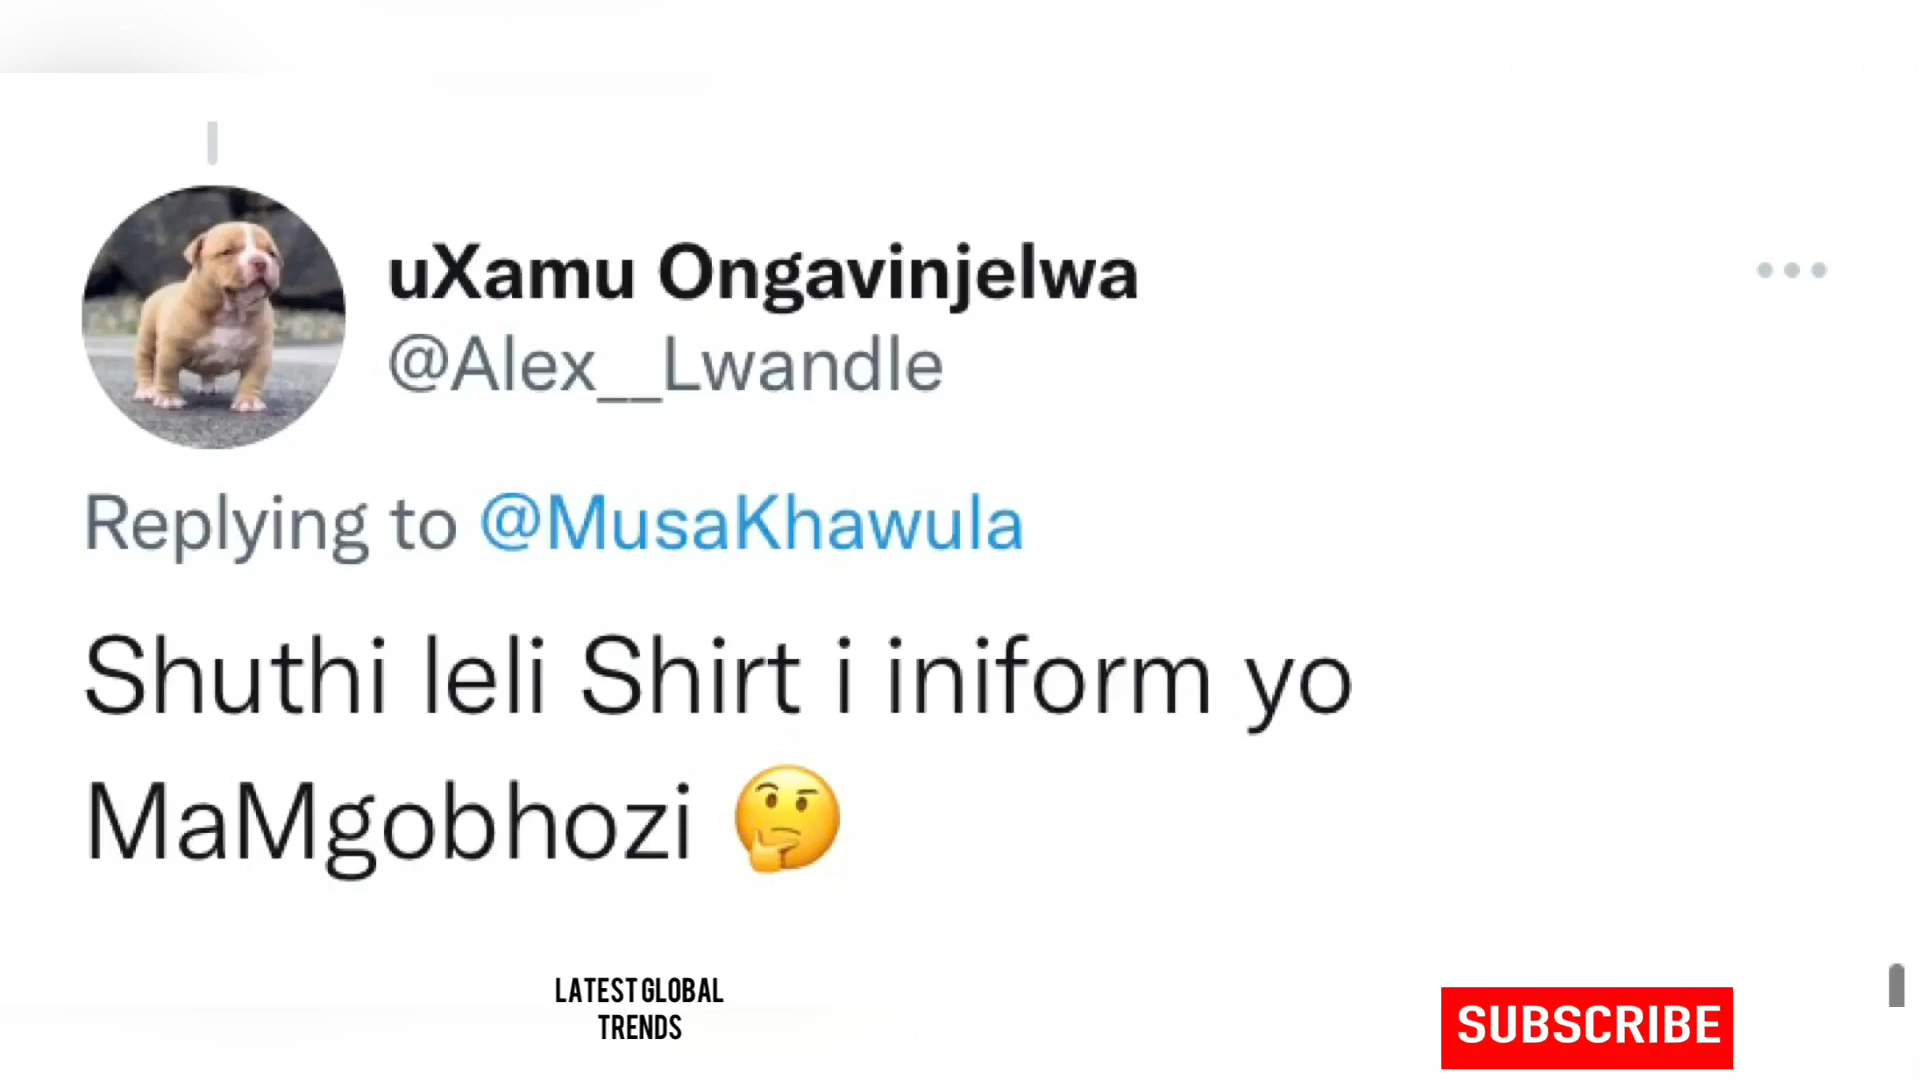 uXamu Ongavinjelwa
@Alex__Lwandle
Replying to @MusaKhawula
Shuthi leli Shirt i iniform yo
MaMgobhozi 🤔
LATEST GLOBAL
TRENDS
SUBSCRIBE